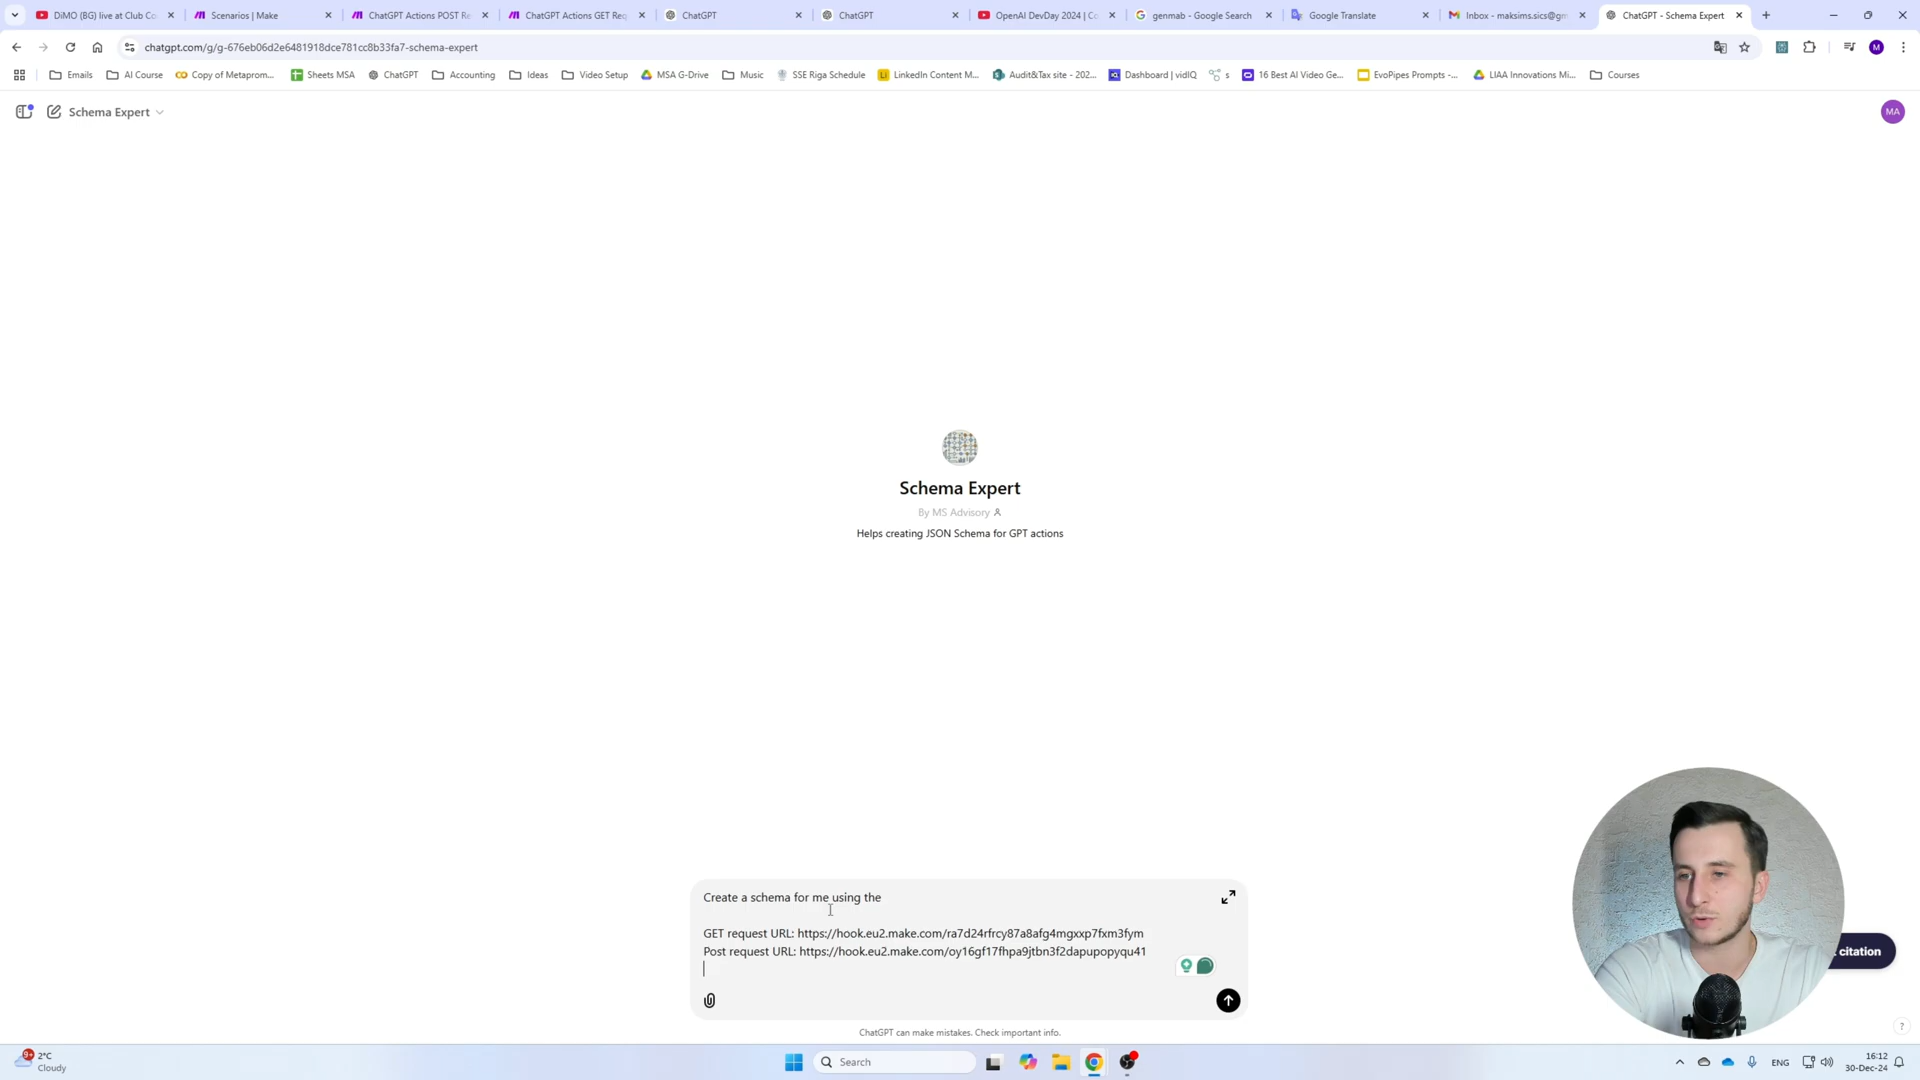 DiMO (BG) live at Club Co
Scenarios | Make
ChatGPT Actions POST Re
ChatGPT Actions GET Req
ChatGPT
ChatGPT
OpenAI DevDay 2024 | Co
genmab - Google Search
Google Translate
Inbox - maksims.sics@gm
ChatGPT - Schema Expert
chatgpt.com/g/g-676eb06d2e6481918dce781cc8b33fa7-schema-expert
M
Emails
AI Course
Copy of Metaprom...
Sheets MSA
ChatGPT
Accounting
Ideas
Video Setup
MSA G-Drive
Music
SSE Riga Schedule
LinkedIn Content M...
Audit&Tax site - 202...
Dashboard | vidIQ
s
16 Best AI Video Ge...
EvoPipes Prompts -...
LIAA Innovations Mi...
Courses
Schema Expert
MA
Schema Expert
By MS Advisory
Helps creating JSON Schema for GPT actions
Create a schema for me using the
GET request URL: https://hook.eu2.make.com/ra7d24rfrcy87a8afg4mgxxp7fxm3fym
Post request URL: https://hook.eu2.make.com/oy16gf17fhpa9jtbn3f2dapupopyqu41
citation
ChatGPT can make mistakes. Check important info.
?
9+
2°C
Cloudy
Search
ENG
16:12
30-Dec-24